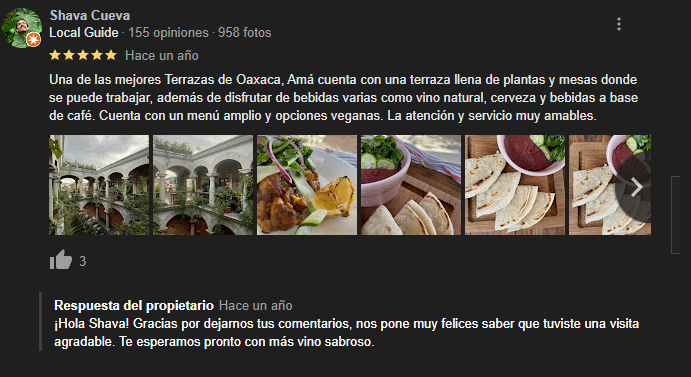 Shava Cueva
Local Guide · 155 opiniones · 958 fotos
Hace un año
Una de las mejores Terrazas de Oaxaca, Amá cuenta con una terraza llena de plantas y mesas donde
se puede trabajar, además de disfrutar de bebidas varias como vino natural, cerveza y bebidas a base
de café. Cuenta con un menú amplio y opciones veganas. La atención y servicio muy amables.
3
Respuesta del propietario Hace un año
¡Hola Shava! Gracias por dejarnos tus comentarios, nos pone muy felices saber que tuviste una visita
agradable. Te esperamos pronto con más vino sabroso.